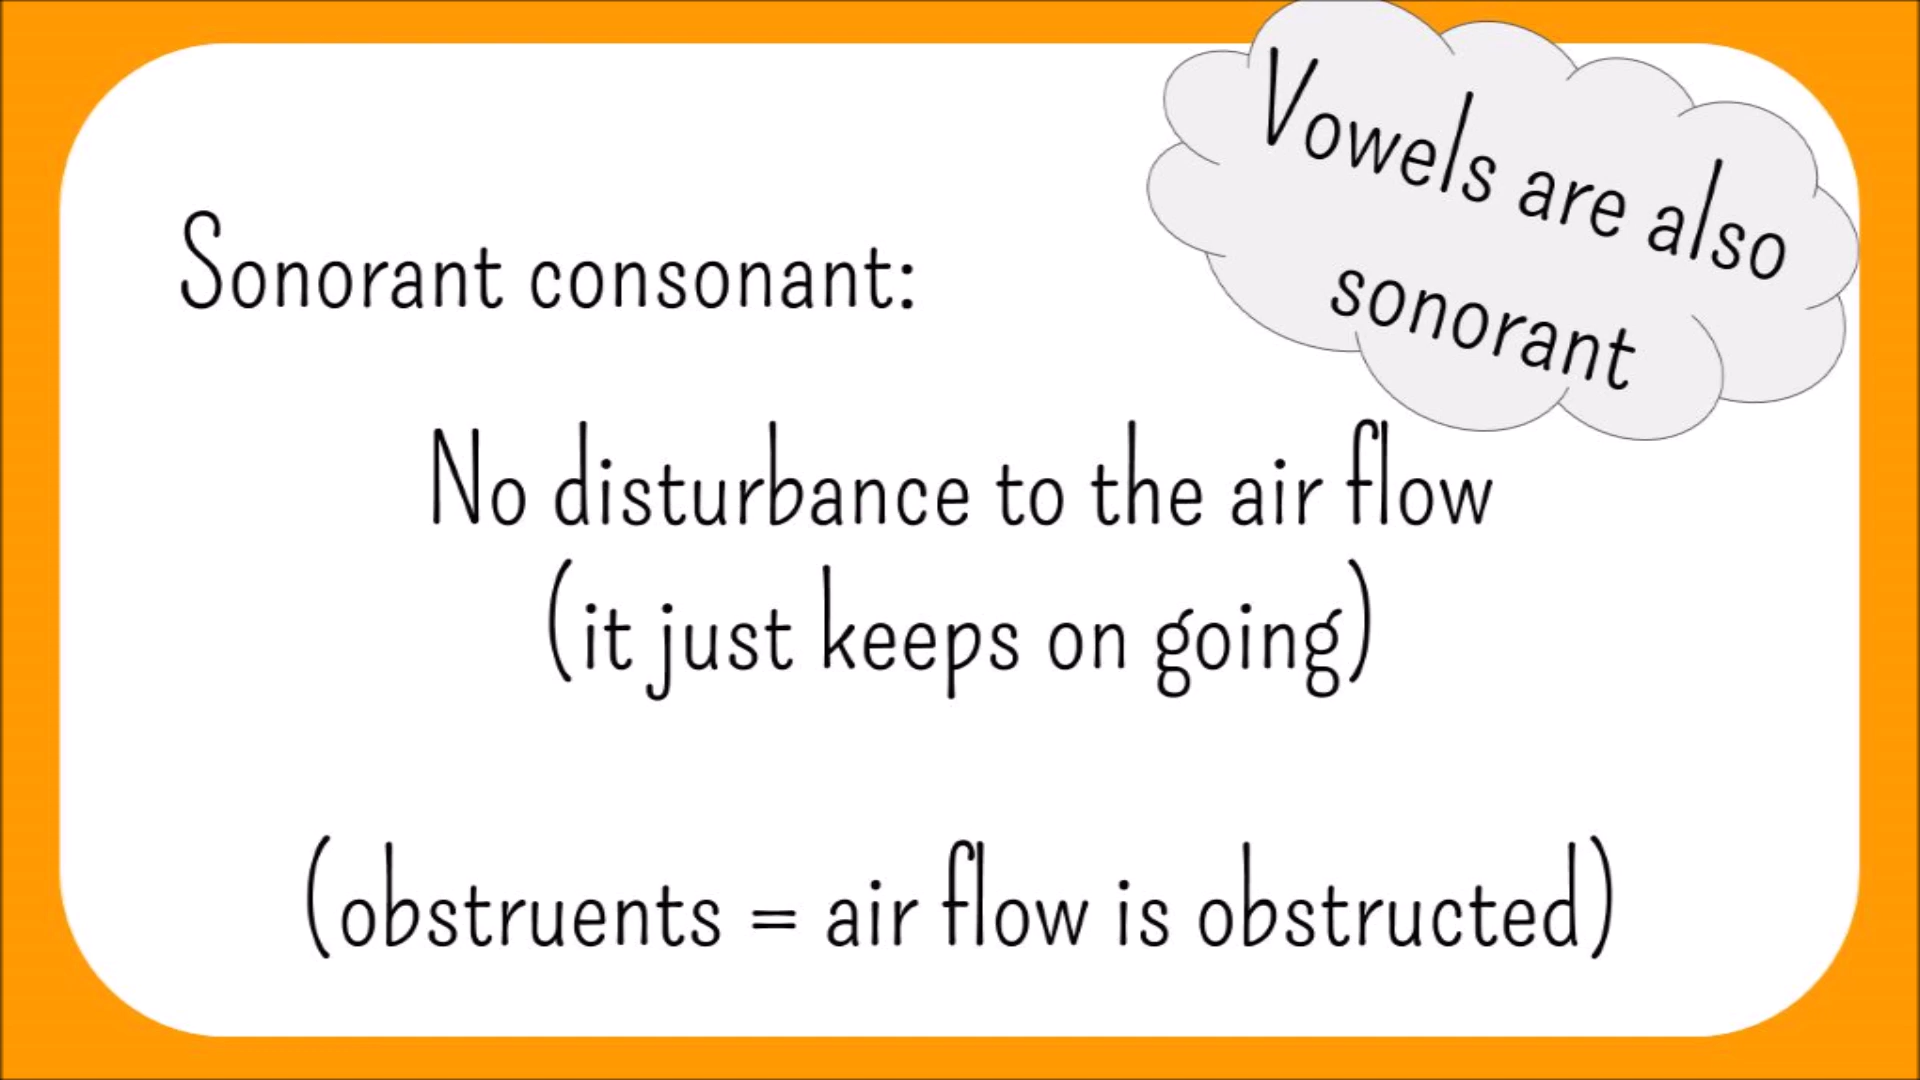 Vowels are also
sonorant
Sonorant consonant:
No disturbance to the air flow
(it just keeps on going)
(obstruents = air flow is obstructed)